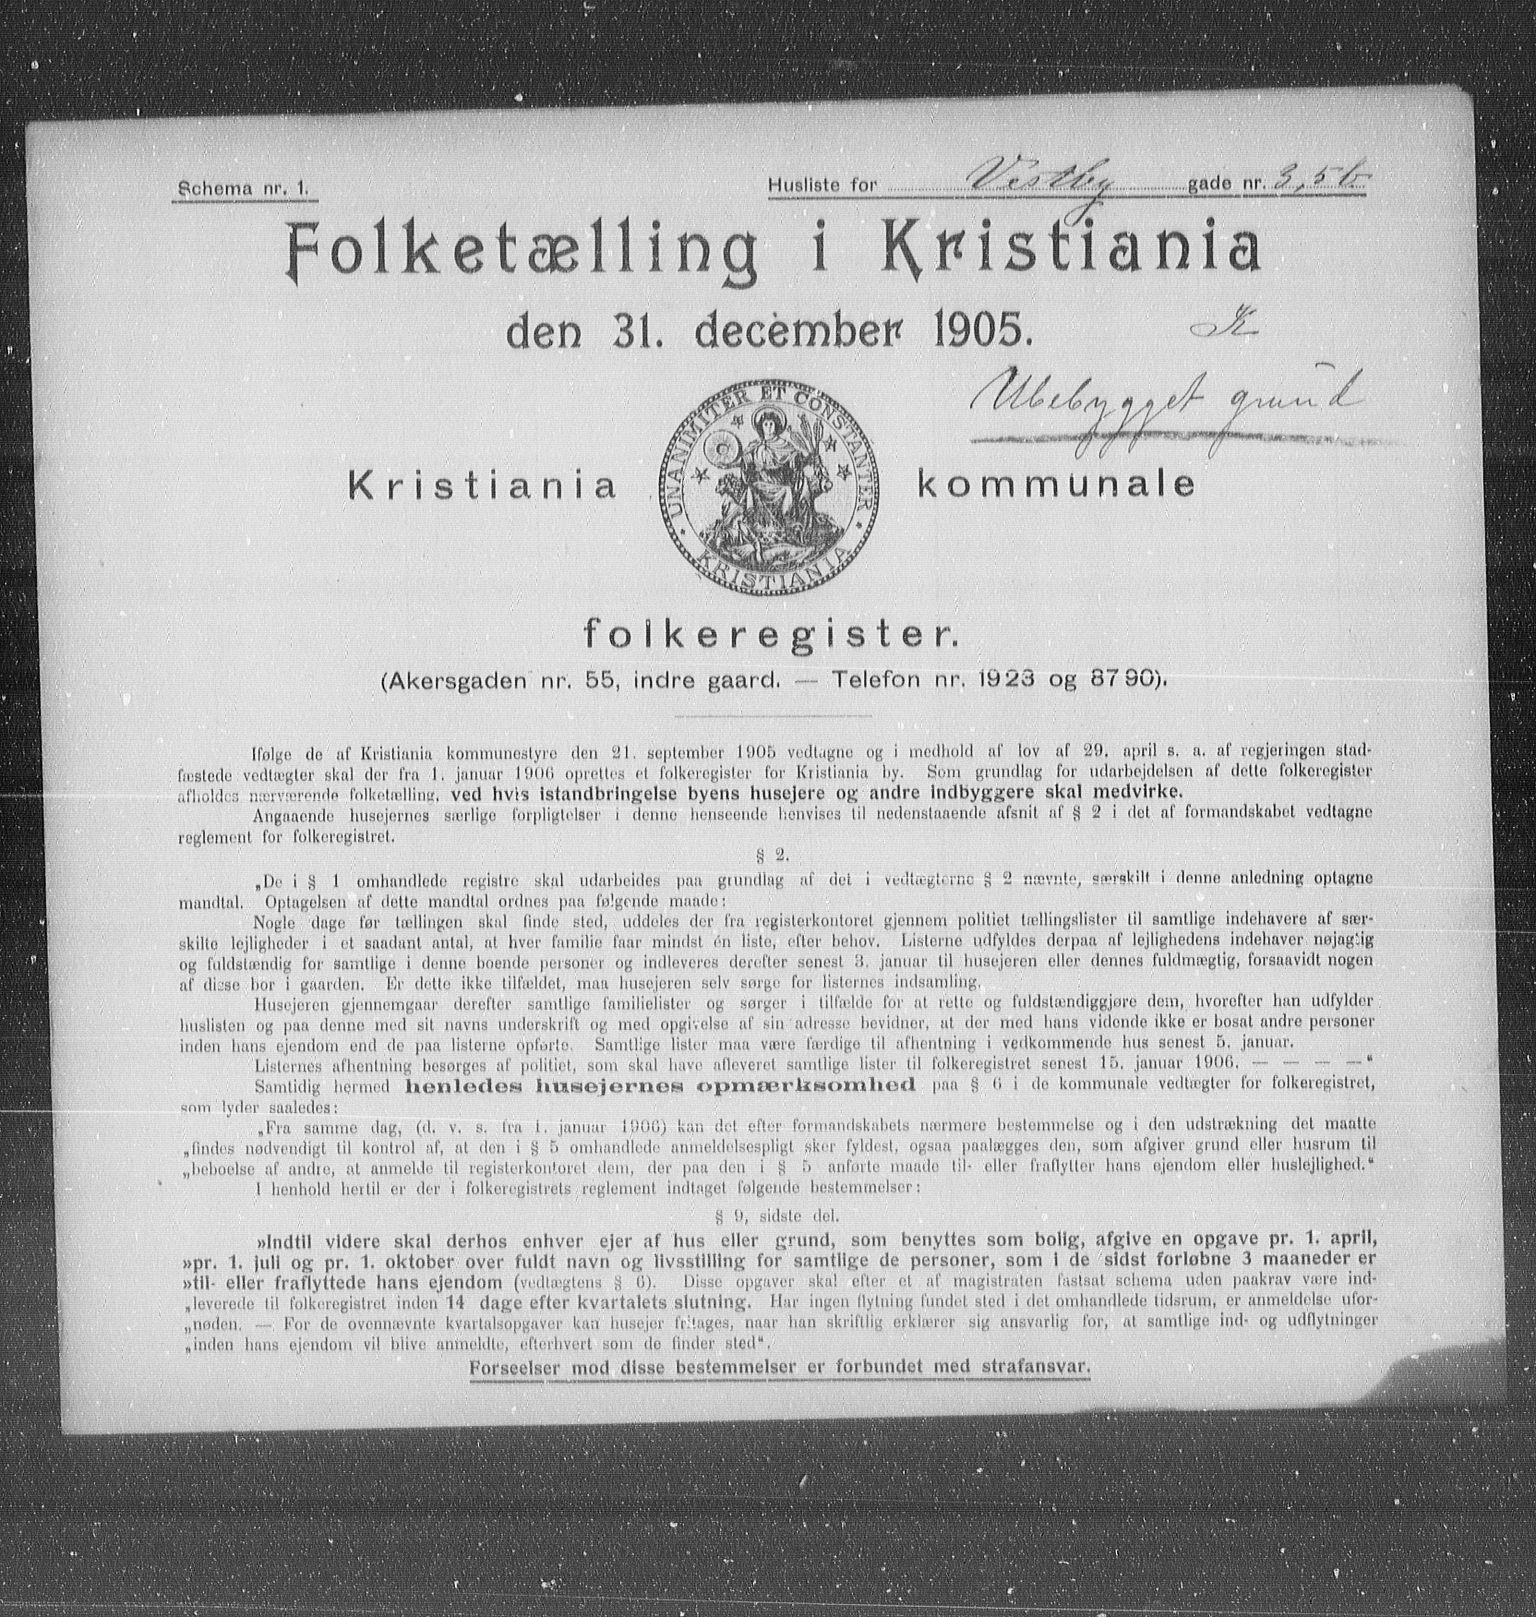 Schema nr. 1.
Husliste for Vestby gade nr. 3, 5 b.
Folketælling i Kristiania
den 31. december 1905.
K
Ubebygget grund
UNANIMITER ET CONSTANTER
KRISTIANIA
Kristiania kommunale
folkeregister.
(Akersgaden nr. 55, indre gaard. — Telefon nr. 1923 og 8790).
Ifølge de af Kristiania kommunestyre den 21. september 1905 vedtagne og i medhold af lov af 29. april s. a. af regjeringen stad-
fæstede vedtægter skal der fra 1. januar 1906 oprettes et folkeregister for Kristiania by. Som grundlag for udarbejdelsen af dette folkeregister
afholdes nærværende folketælling, ved hvis istandbringelse byens husejere og andre indbyggere skal medvirke.
Angaaende husejernes særlige forpligtelser i denne henseende henvises til nedenstaaende afsnit af § 2 i det af formandskabet vedtagne
reglement for folkeregistret.
§ 2.
„De i § 1 omhandlede registre skal udarbeides paa grundlag af det i vedtægterne § 2 nævnte, særskilt i denne anledning optagne
mandtal. Optagelsen af dette mandtal ordnes paa følgende maade:
Nogle dage før tællingen skal finde sted, uddeles der fra registerkontoret gjennem politiet tællingslister til samtlige indehavere af sær-
skilte lejligheder i et saadant antal, at hver familie faar mindst én liste, efter behov. Listerne udfyldes derpaa af lejlighedens indehaver nøjagtig
og fuldstændig for samtlige i denne boende personer og indleveres derefter senest 3. januar til husejeren eller dennes fuldmægtig, forsaavidt nogen
af disse bor i gaarden. Er dette ikke tilfældet, maa husejeren selv sørge for listernes indsamling.
Husejeren gjennemgaar derefter samtlige familielister og sørger i tilfælde for at rette og fuldstændiggjøre dem, hvorefter han udfylder
huslisten og paa denne med sit navns underskrift og med opgivelse af sin adresse bevidner, at der med hans vidende ikke er bosat andre personer
inden hans ejendom end de paa listerne opførte. Samtlige lister maa være færdige til afhentning i vedkommende hus senest 5. januar.
Listernes afhentning besørges af politiet, som skal have afleveret samtlige lister til folkeregistret senest 15. januar 1906. — — — —“
Samtidig hermed henledes husejernes opmærksomhed paa § 6 i de kommunale vedtægter for folkeregistret,
som lyder saaledes:
„Fra samme dag, (d. v. s. fra 1. januar 1906) kan det efter formandskabets nærmere bestemmelse og i den udstrækning det maatte
„findes nødvendigt til kontrol af, at den i § 5 omhandlede anmeldelsespligt sker fyldest, ogsaa paalægges den, som afgiver grund eller husrum til
„beboelse af andre, at anmelde til registerkontoret dem, der paa den i § 5 anførte maade til- eller fraflytter hans ejendom eller huslejlighed.“
I henhold hertil er der i folkeregistrets reglement indtaget følgende bestemmelser:
§ 9, sidste del.
»Indtil videre skal derhos enhver ejer af hus eller grund, som benyttes som bolig, afgive en opgave pr. 1. april,
»pr. 1. juli og pr. 1. oktober over fuldt navn og livsstilling for samtlige de personer, som i de sidst forløbne 3 maaneder er
»til- eller fraflyttede hans ejendom (vedtægtens § 6). Disse opgaver skal efter et af magistraten fastsat schema uden paakrav være ind-
„leverede til folkeregistret inden 14 dage efter kvartalets slutning. Har ingen flytning fundet sted i det omhandlede tidsrum, er anmeldelse ufor-
„nøden. — For de ovennævnte kvartalsopgaver kan husejer fritages, naar han skriftlig erklærer sig ansvarlig for, at samtlige ind- og udflytninger
„inden hans ejendom vil blive anmeldte, efterhvert som de finder sted“.
Forseelser mod disse bestemmelser er forbundet med strafansvar.